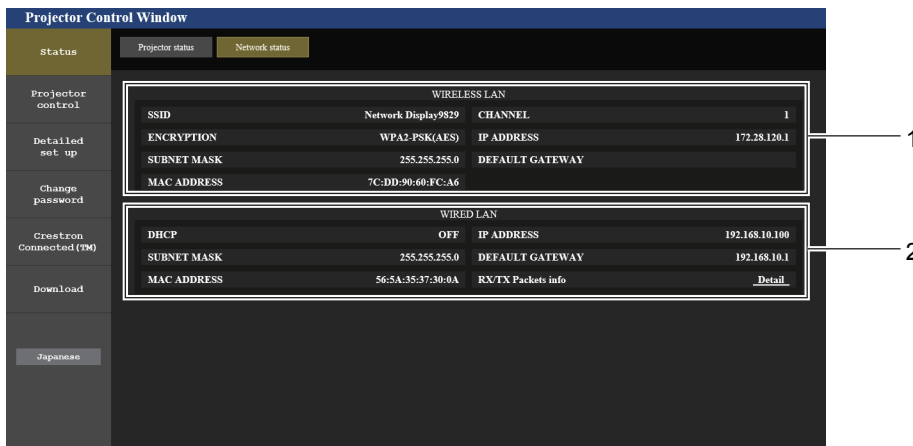 Projector Control Window
Status
Projector status
Network status
Projector
control
Detailed
set up
Change
password
Crestron
Connected(TM)
Download
Japanese
WIRELESS LAN
SSID Network Display9829 CHANNEL 1
ENCRYPTION WPA2-PSK(AES) IP ADDRESS 172.28.120.1
SUBNET MASK 255.255.255.0 DEFAULT GATEWAY
MAC ADDRESS 7C:DD:90:60:FC:A6
1
WIRED LAN
DHCP OFF IP ADDRESS 192.168.10.100
SUBNET MASK 255.255.255.0 DEFAULT GATEWAY 192.168.10.1
MAC ADDRESS 56:5A:35:37:30:0A RX/TX Packets info Detail
2